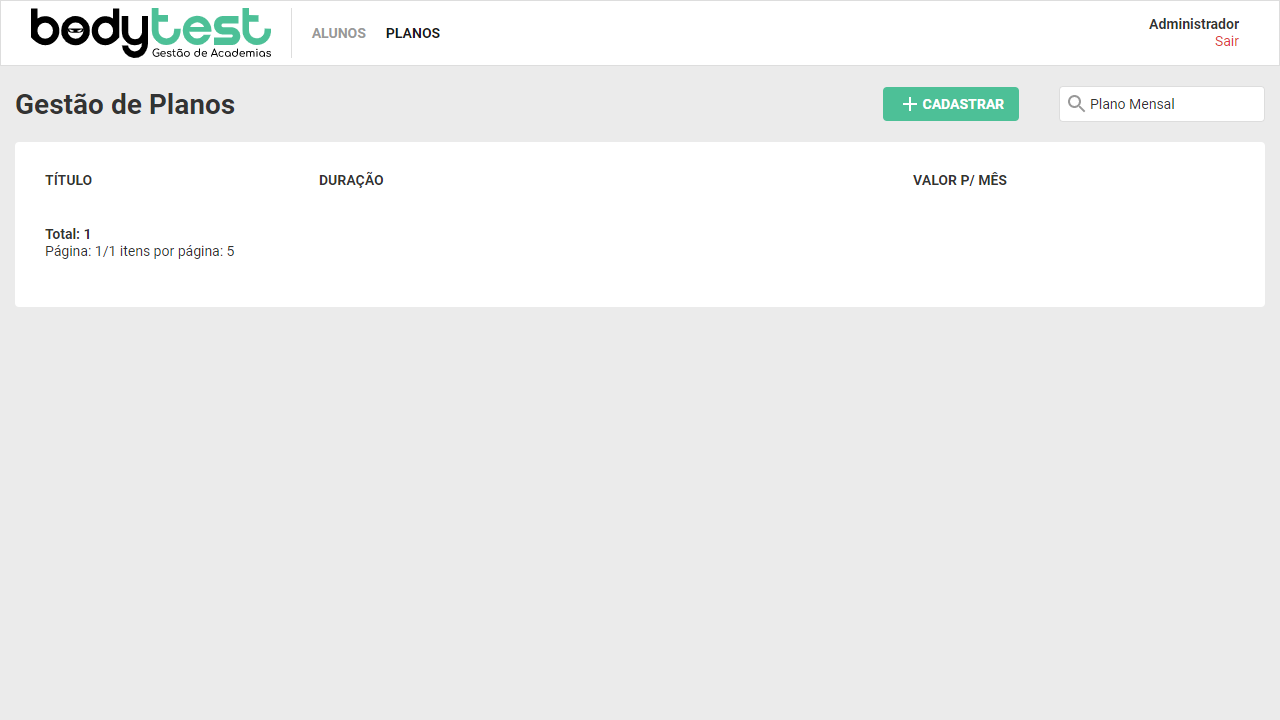 bodytest
Gestão de Academias
ALUNOS PLANOS
Administrador
Sair
Gestão de Planos
CADASTRAR
Plano Mensal
TÍTULO DURAÇÃO VALOR P/ MÊS
Total: 1
Página: 1/1 itens por página: 5